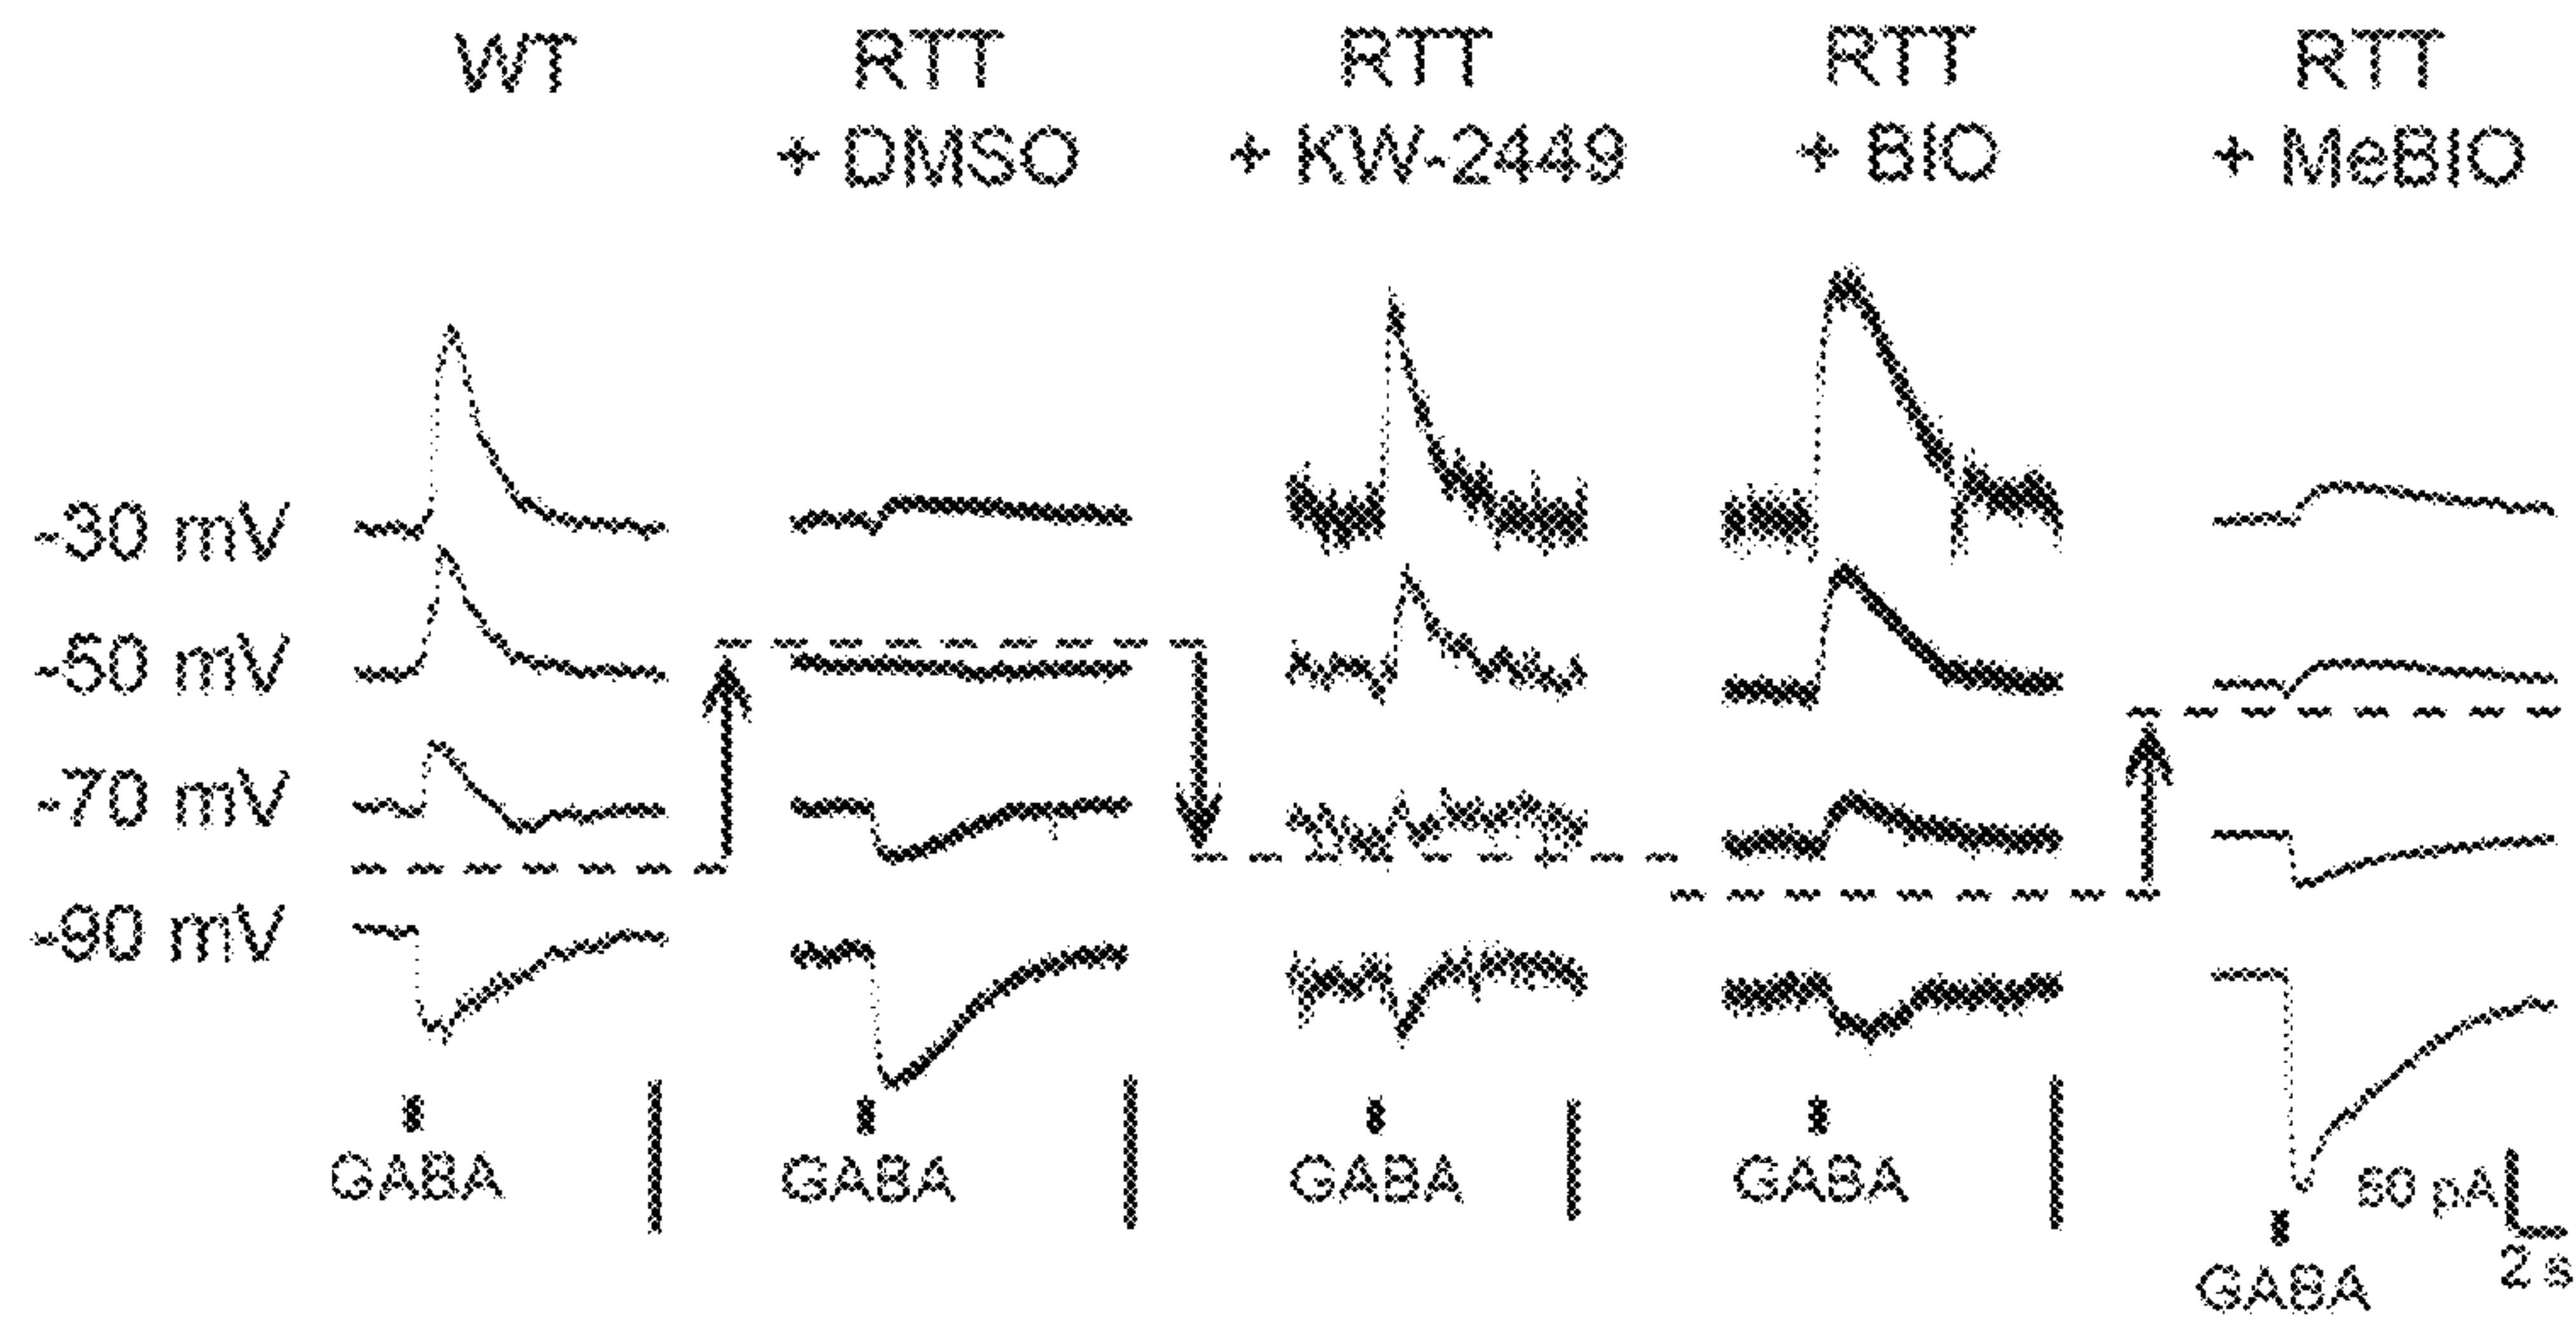 WT
RTT
+ DMSO
RTT
+ KW-2449
RTT
+ BIO
RTT
+ MeBIO
-30 mV
-50 mV
-70 mV
-90 mV
GABA
GABA
GABA
GABA
GABA
60 pA
2 s